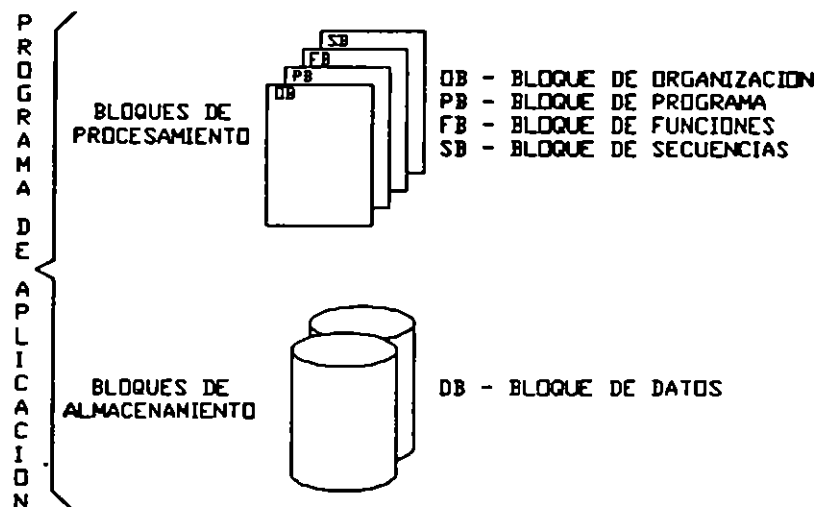 PROGRAMA DE APLICACION
BLOQUES DE
PROCESAMIENTO
SB
FB
PB
OB
OB - BLOQUE DE ORGANIZACION
PB - BLOQUE DE PROGRAMA
FB - BLOQUE DE FUNCIONES
SB - BLOQUE DE SECUENCIAS
BLOQUES DE
ALMACENAMIENTO
DB - BLOQUE DE DATOS